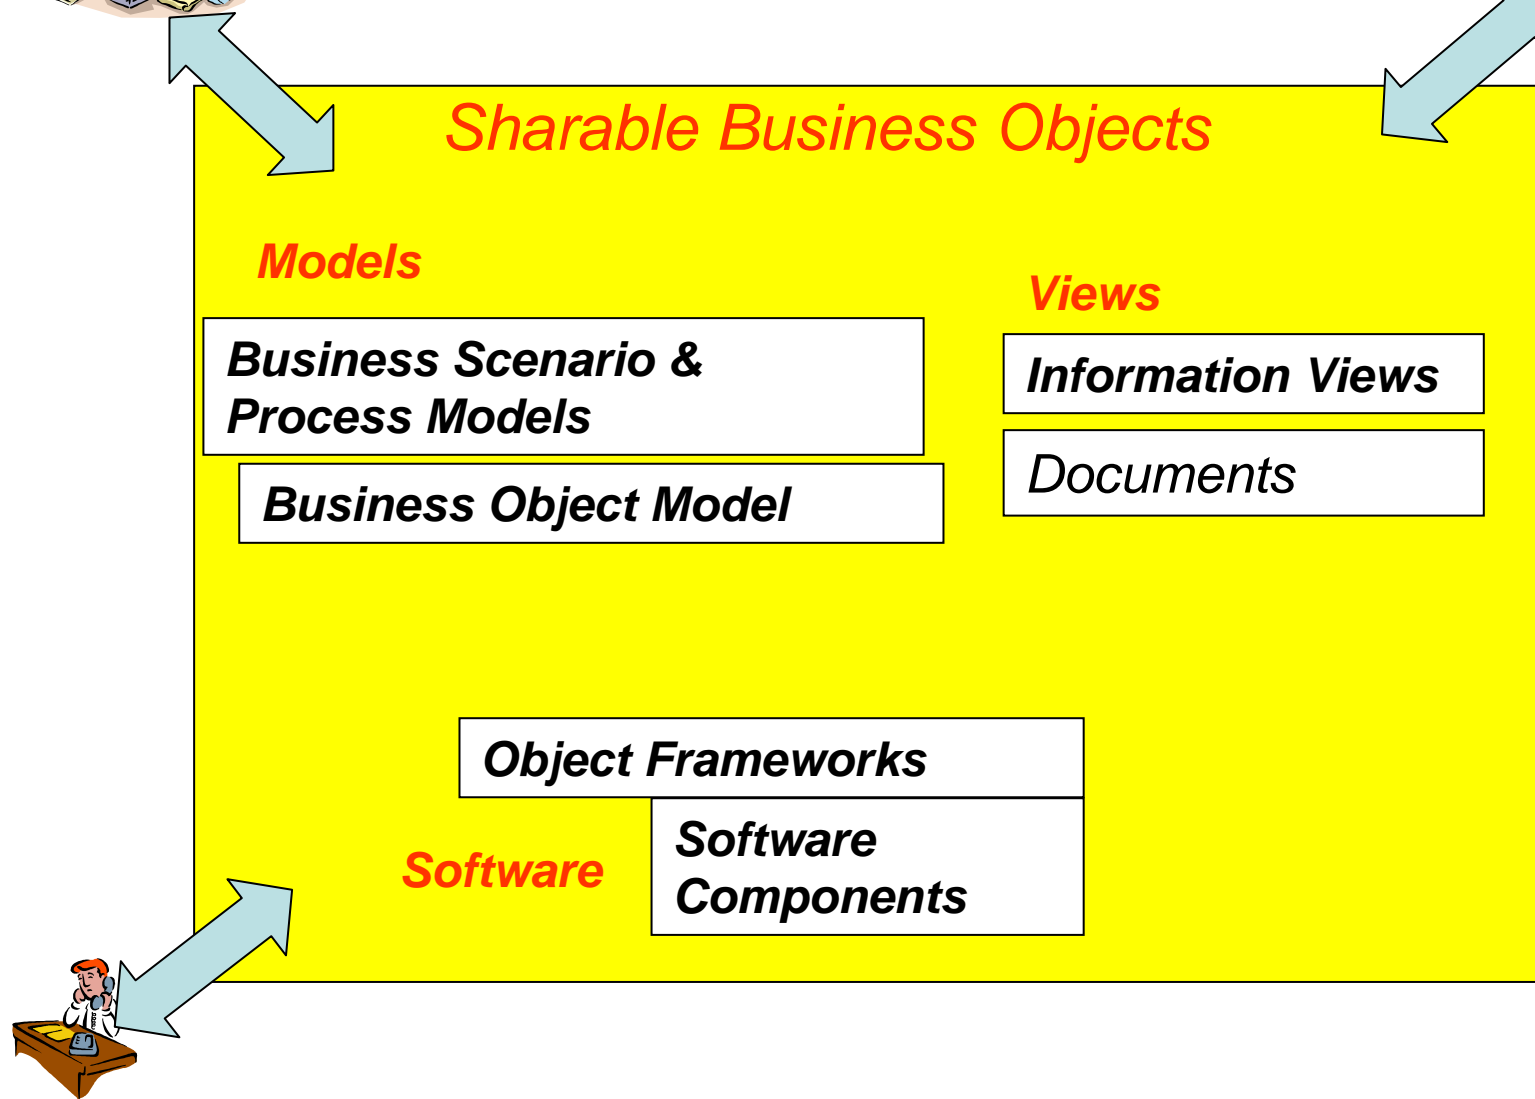 Sharable Business Objects
Models
Business Scenario &
Process Models
Business Object Model
Views
Information Views
Documents
Object Frameworks
Software
Software
Components